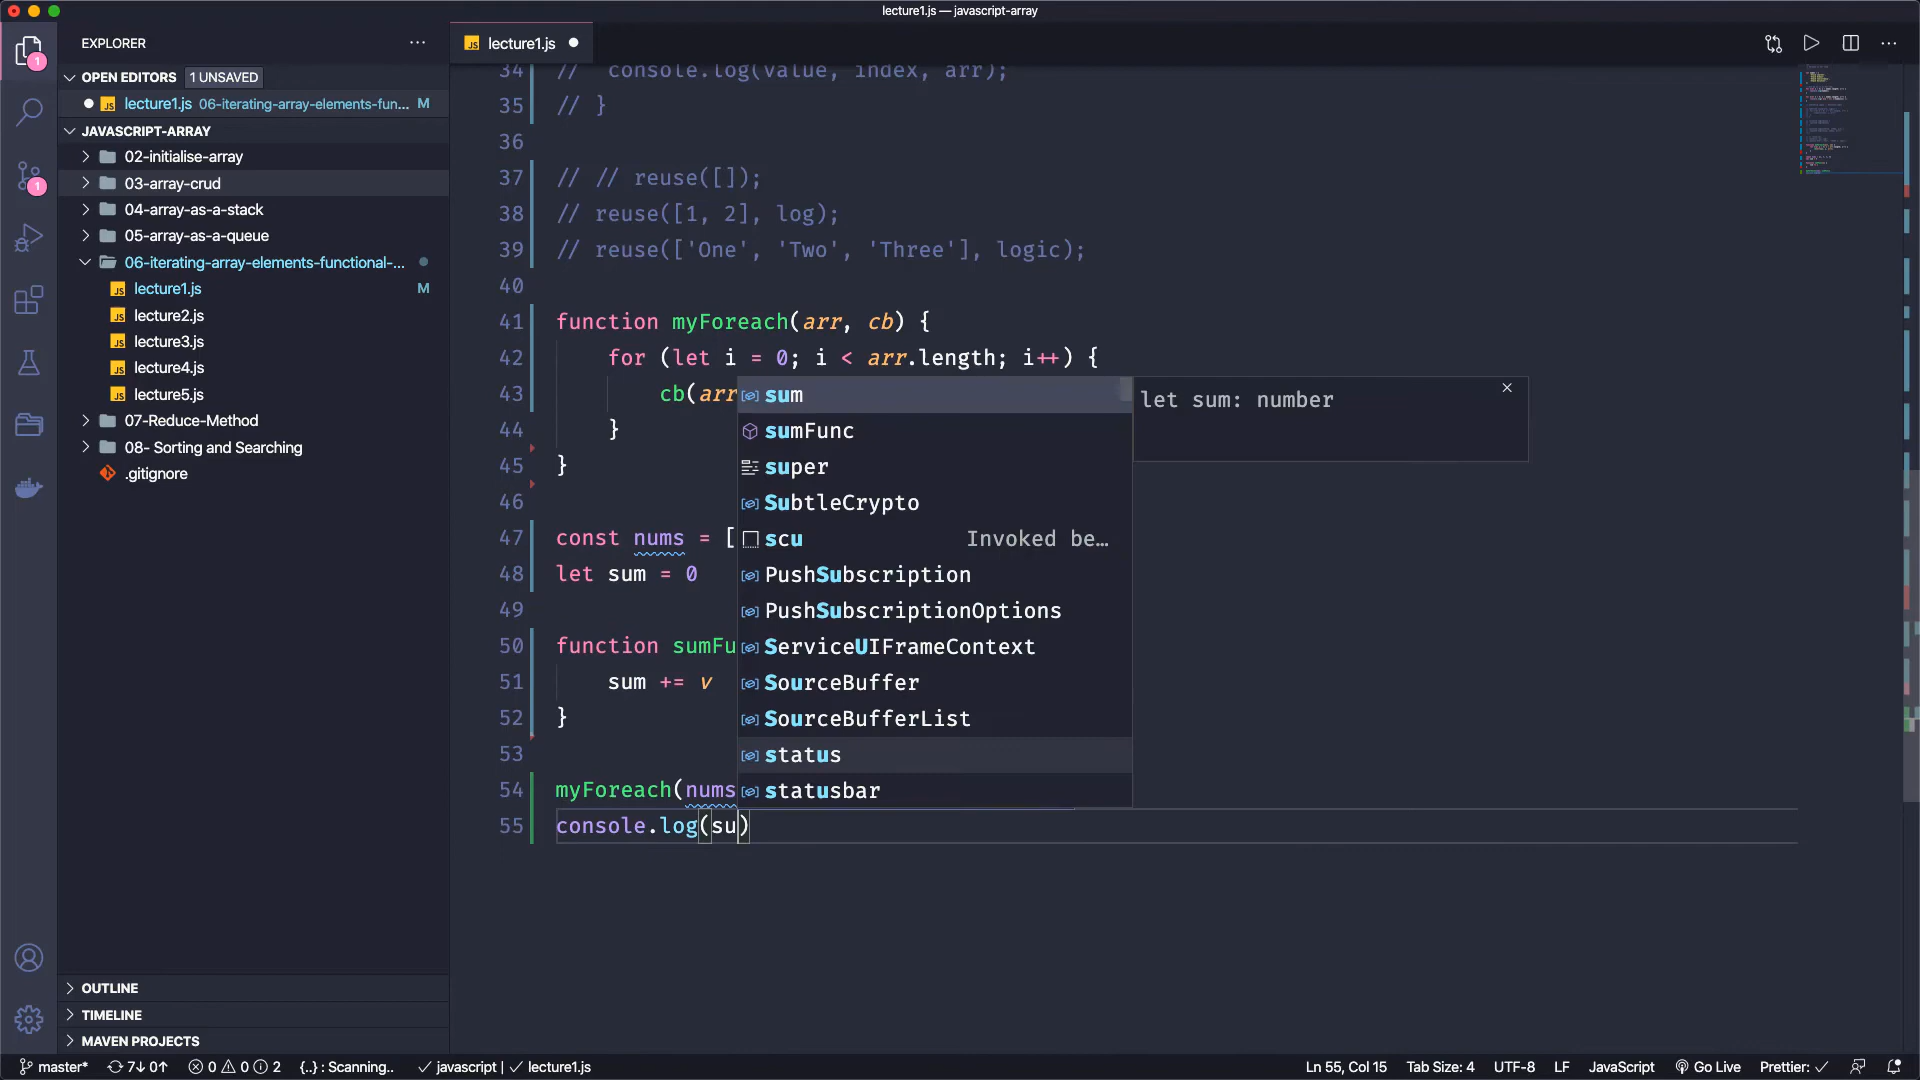 lecture1.js — javascript-array
EXPLORER
OPEN EDITORS 1 UNSAVED
lecture1.js 06-iterating-array-elements-fun... M
JAVASCRIPT-ARRAY
02-initialise-array
03-array-crud
04-array-as-a-stack
05-array-as-a-queue
06-iterating-array-elements-functional-...
lecture1.js M
lecture2.js
lecture3.js
lecture4.js
lecture5.js
07-Reduce-Method
08- Sorting and Searching
.gitignore
OUTLINE
TIMELINE
MAVEN PROJECTS
1
1
lecture1.js
34 // console.log(value, index, arr);
35 // }
36
37 // // reuse([]);
38 // reuse([1, 2], log);
39 // reuse(['One', 'Two', 'Three'], logic);
40
41 function myForeach(arr, cb) {
42 for (let i = 0; i < arr.length; i++) {
43 cb(arr
44 }
45 }
46
47 const nums = [
48 let sum = 0
49
50 function sumFu
51 sum += v
52 }
53
54 myForeach(nums
55 console.log(su)
sum
sumFunc
super
SubtleCrypto
scu Invoked be…
PushSubscription
PushSubscriptionOptions
ServiceUIFrameContext
SourceBuffer
SourceBufferList
status
statusbar
let sum: number
master* 7↓ 0↑ 0 0 2 {..} : Scanning.. ✓ javascript | ✓ lecture1.js
Ln 55, Col 15 Tab Size: 4 UTF-8 LF JavaScript Go Live Prettier: ✓